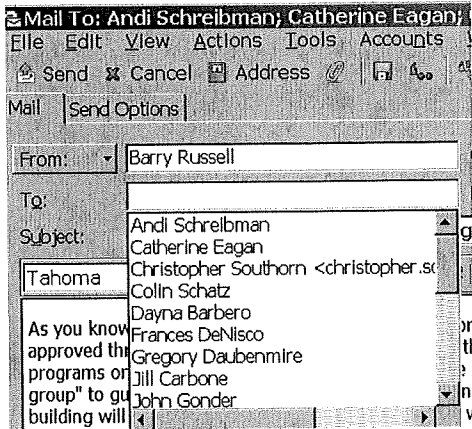 Mail To: Andi Schreibman; Catherine Eagan;
File Edit View Actions Tools Accounts
Send Cancel Address
Mail Send Options
From: Barry Russell
To:
Subject:
Andi Schreibman
Catherine Eagan
Christopher Southorn <christopher.so
Colin Schatz
Dayna Barbero
Frances DeNisco
Gregory Daubenmire
Jill Carbone
John Gonder
Tahoma
As you know
approved thr
programs or
group" to gu
building will